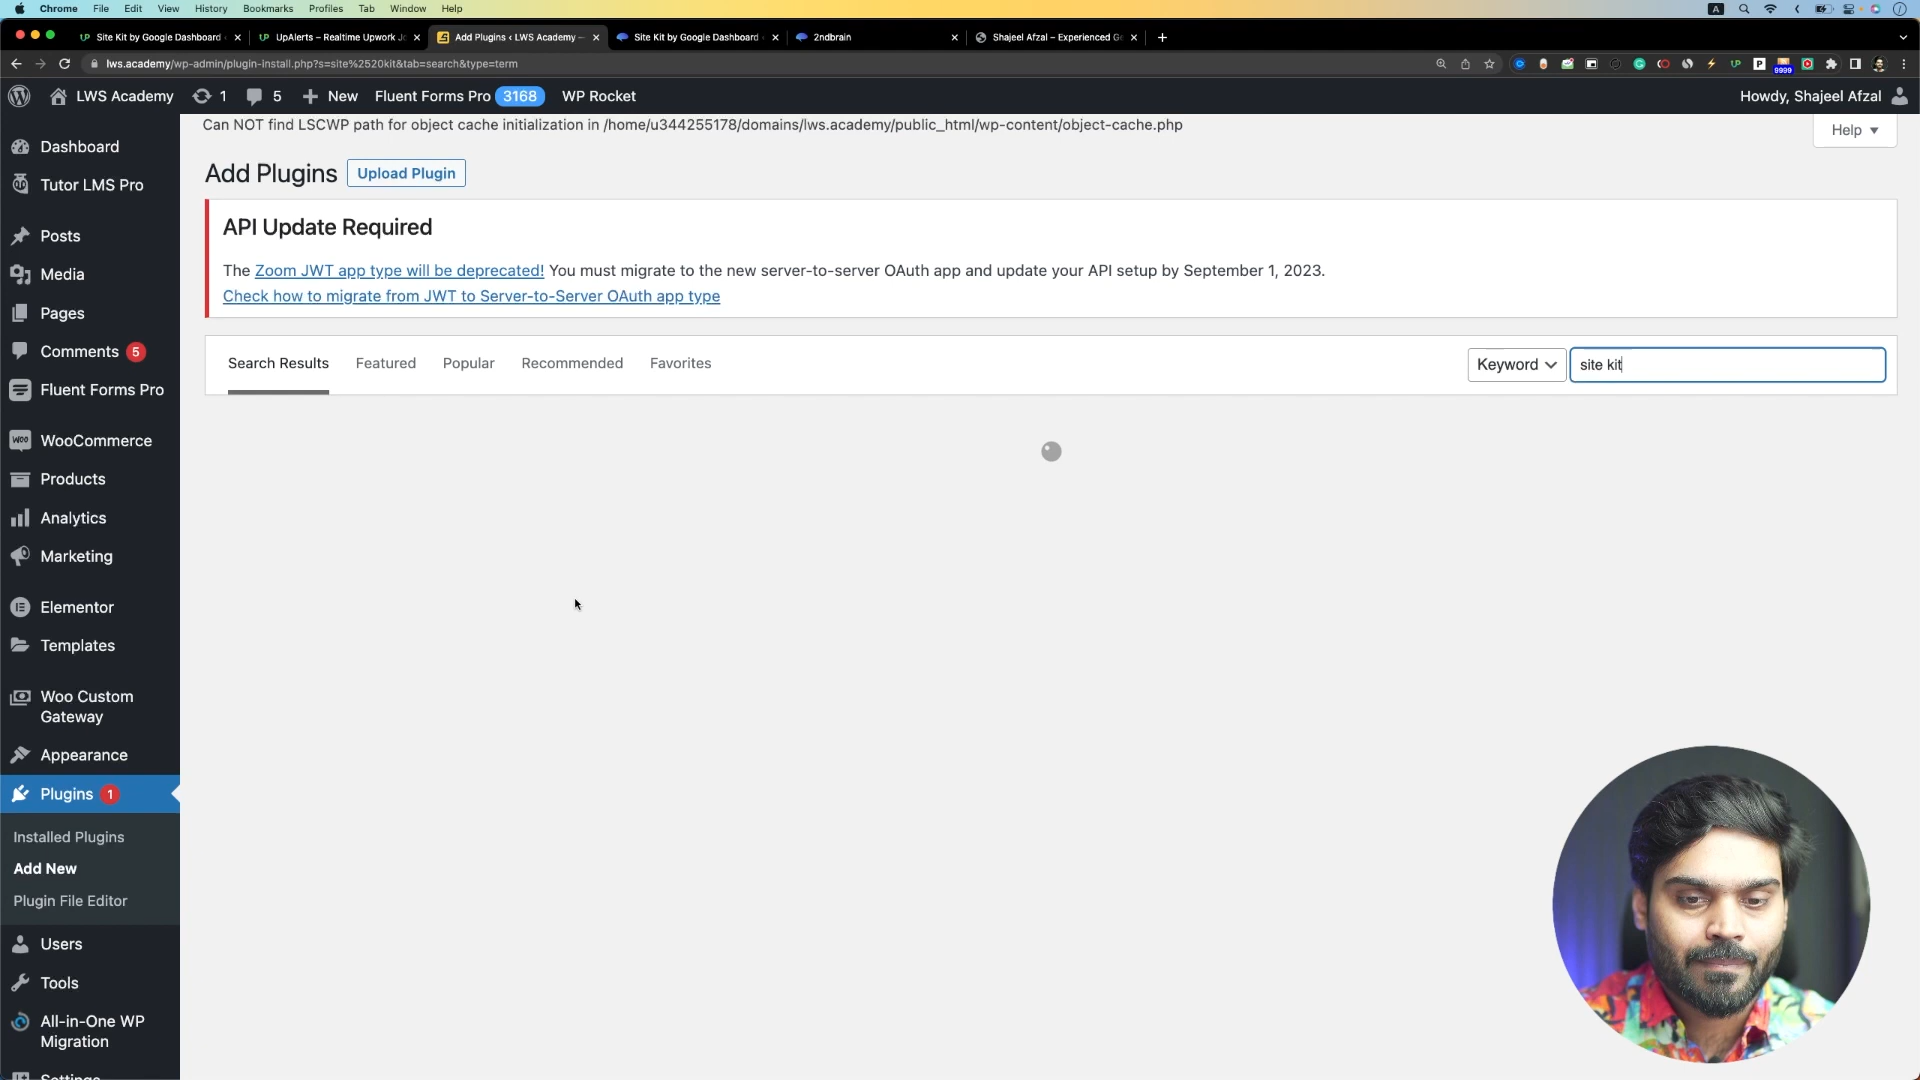 Chrome File Edit View History Bookmarks Profiles Tab Window Help
Site Kit by Google Dashboard
UpAlerts – Realtime Upwork Jo
Add Plugins ‹ LWS Academy —
Site Kit by Google Dashboard
2ndbrain
Shajeel Afzal – Experienced Ge
lws.academy/wp-admin/plugin-install.php?s=site%2520kit&tab=search&type=term
9999
LWS Academy 1 5 New Fluent Forms Pro 3168 WP Rocket
Howdy, Shajeel Afzal
Can NOT find LSCWP path for object cache initialization in /home/u344255178/domains/lws.academy/public_html/wp-content/object-cache.php
Help
Add Plugins Upload Plugin
API Update Required
The Zoom JWT app type will be deprecated! You must migrate to the new server-to-server OAuth app and update your API setup by September 1, 2023.
Check how to migrate from JWT to Server-to-Server OAuth app type
Search Results Featured Popular Recommended Favorites
Keyword site kit
Dashboard
Tutor LMS Pro
Posts
Media
Pages
Comments 5
Fluent Forms Pro
WooCommerce
Products
Analytics
Marketing
Elementor
Templates
Woo Custom
Gateway
Appearance
Plugins 1
Installed Plugins
Add New
Plugin File Editor
Users
Tools
All-in-One WP
Migration
Settings